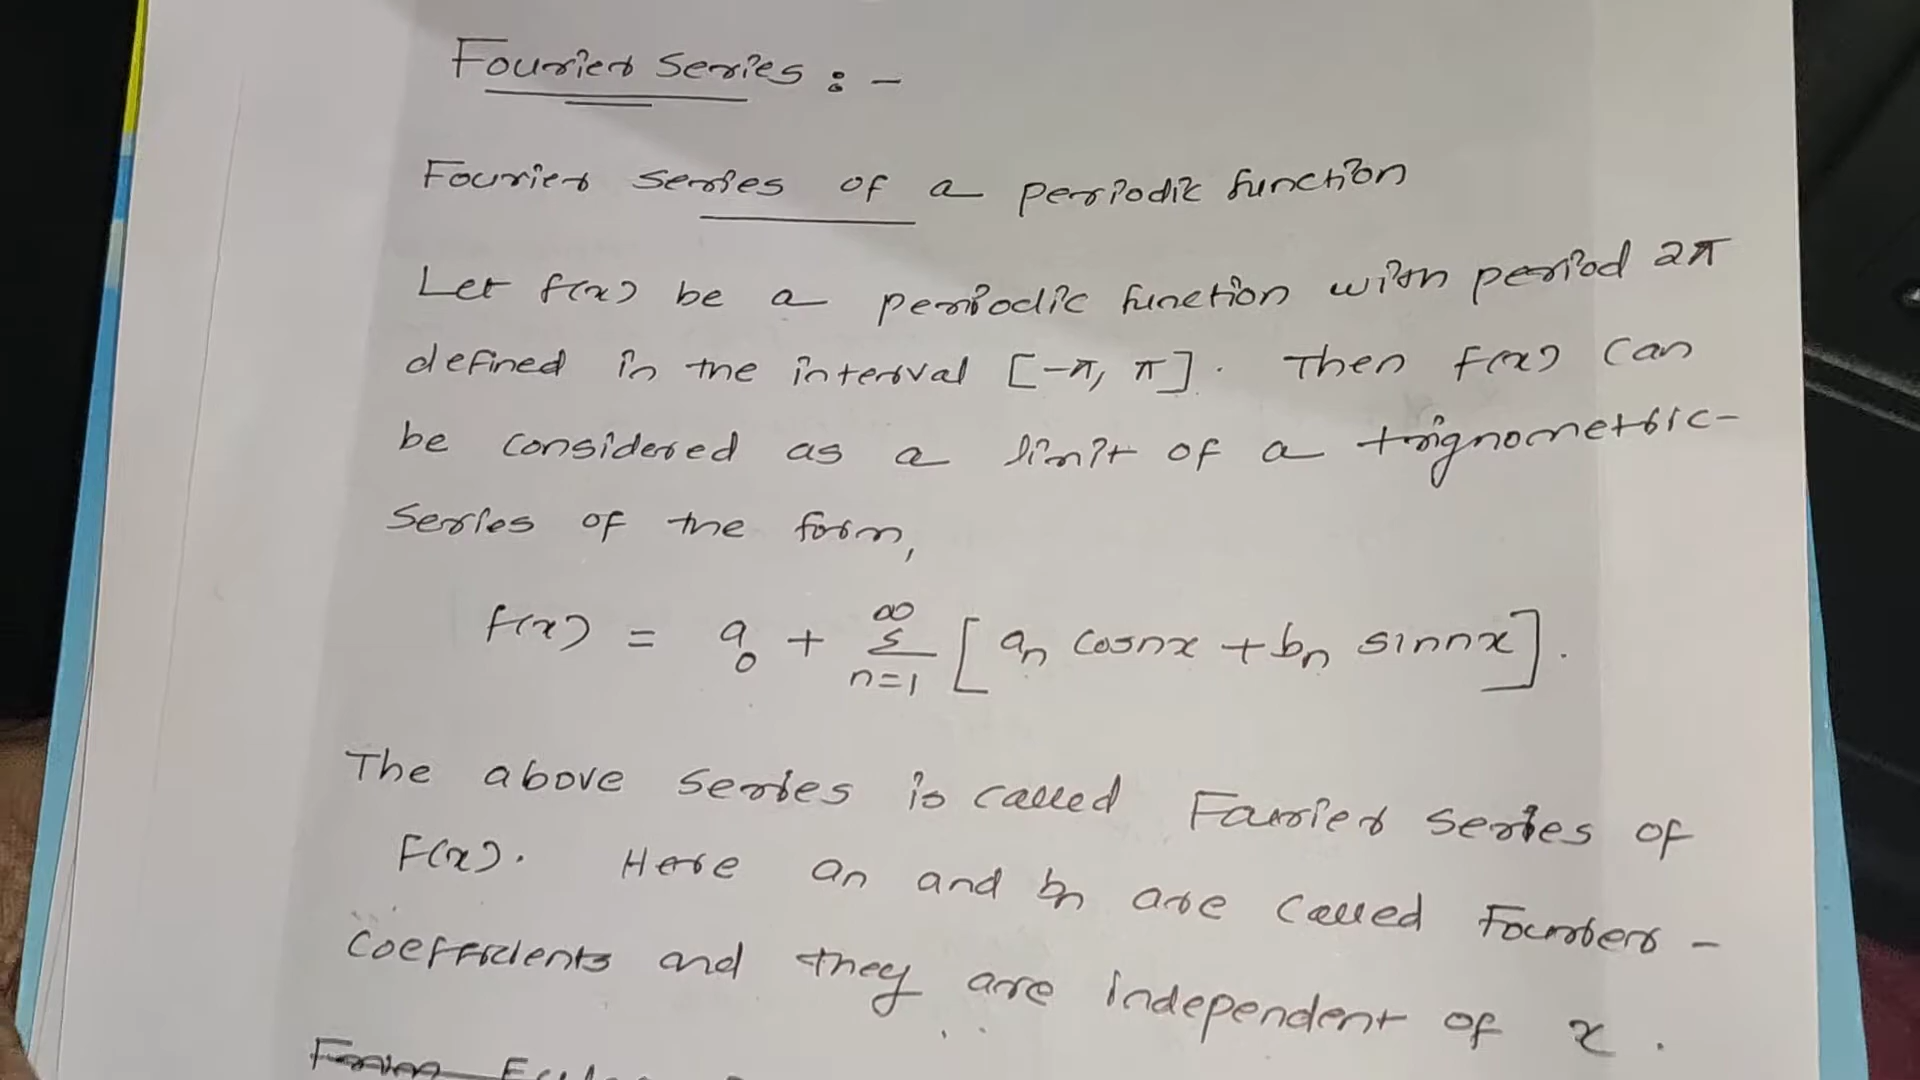 Fourier Series :-
Fourier series of a periodic function
Let f(x) be a periodic function with period 2π
defined in the interval [-π, π]. Then f(x) can
be considered as a limit of a trignometric-
series of the form,
f(x) = a₀ + ∞Σn=1 [an cosnx + bn sinnx].
The above series is called Fourier series of
F(x). Here an and bn are called Fourier -
coefficients and they are independent of x.